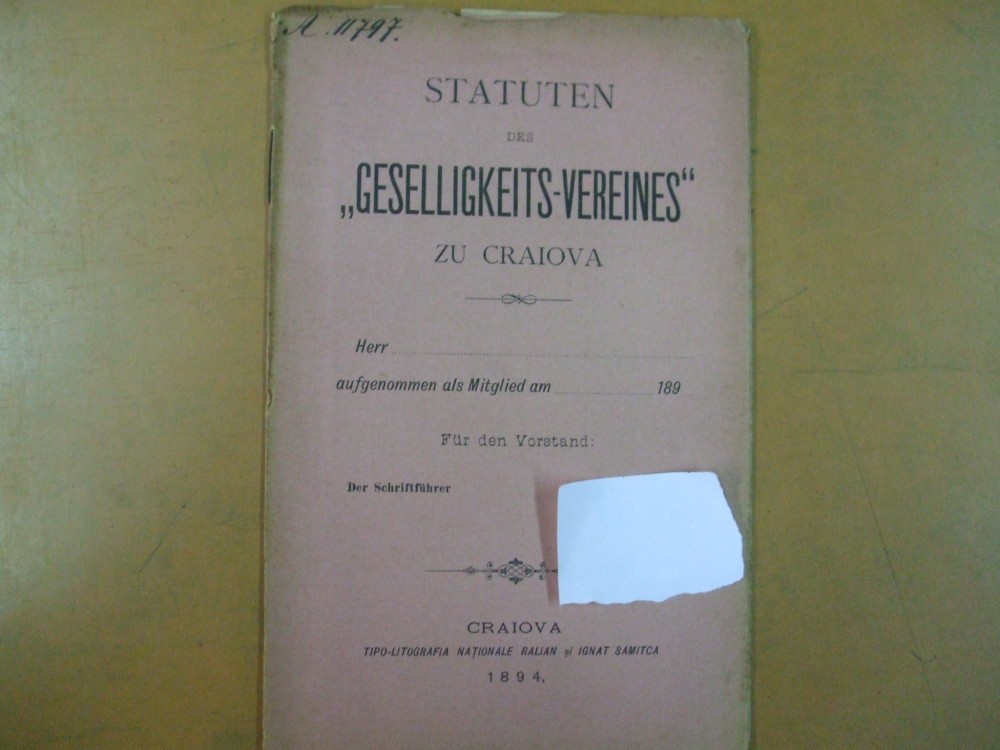 A. 11797.
STATUTEN
DES
„GESELLIGKEITS-VEREINES“
ZU CRAIOVA
Herr
aufgenommen als Mitglied am 189
Für den Vorstand:
Der Schriftführer
CRAIOVA
TIPO-LITOGRAFIA NAȚIONALE RALIAN și IGNAT SAMITCA
1894.